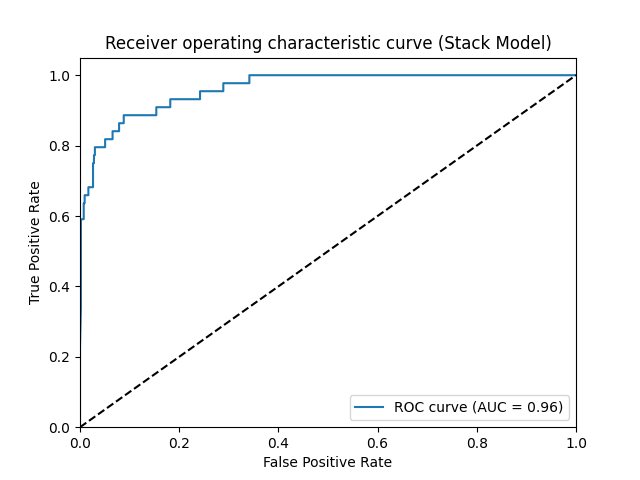 Receiver operating characteristic curve (Stack Model)
1.0
0.8
0.6
0.4
0.2
0.0
True Positive Rate
ROC curve (AUC = 0.96)
0.0 0.2 0.4 0.6 0.8 1.0
False Positive Rate